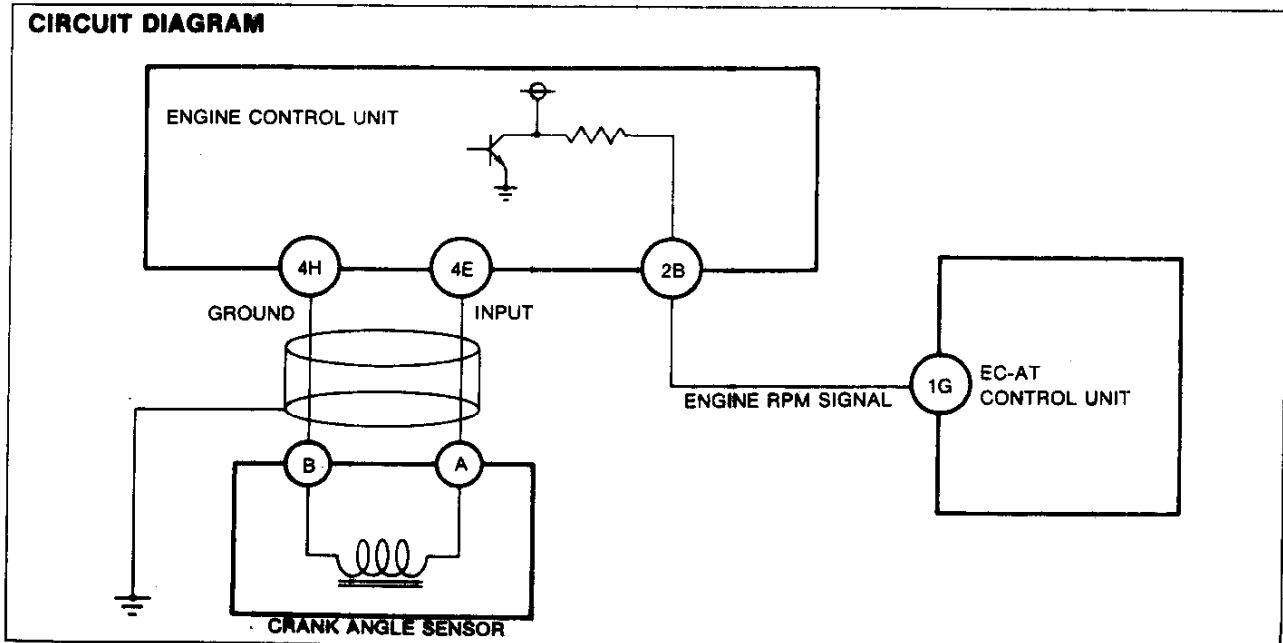 CIRCUIT DIAGRAM
ENGINE CONTROL UNIT
4H
4E
2B
GROUND
INPUT
1G
EC-AT
CONTROL UNIT
ENGINE RPM SIGNAL
B
A
CRANK ANGLE SENSOR